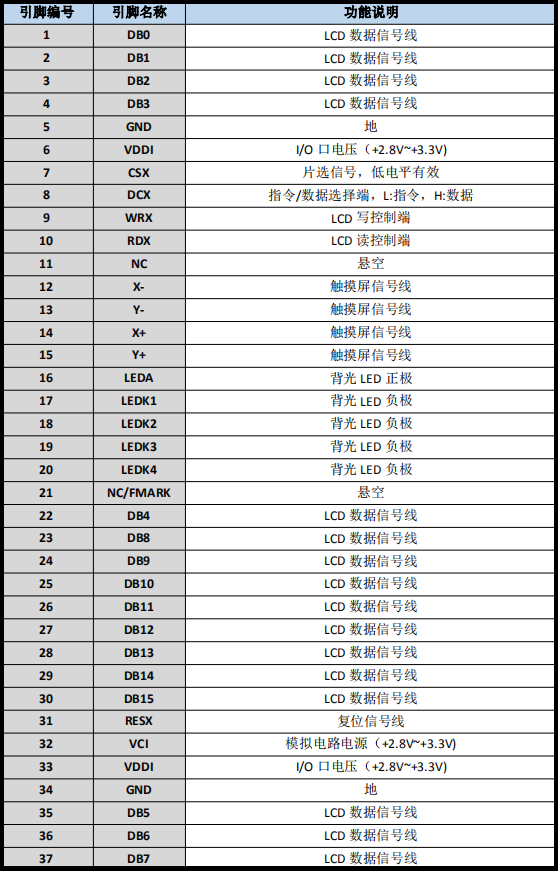 引脚编号 引脚名称 功能说明
1 DB0 LCD 数据信号线
2 DB1 LCD 数据信号线
3 DB2 LCD 数据信号线
4 DB3 LCD 数据信号线
5 GND 地
6 VDDI I/O 口电压（+2.8V~+3.3V)
7 CSX 片选信号，低电平有效
8 DCX 指令/数据选择端，L:指令，H:数据
9 WRX LCD 写控制端
10 RDX LCD 读控制端
11 NC 悬空
12 X- 触摸屏信号线
13 Y- 触摸屏信号线
14 X+ 触摸屏信号线
15 Y+ 触摸屏信号线
16 LEDA 背光 LED 正极
17 LEDK1 背光 LED 负极
18 LEDK2 背光 LED 负极
19 LEDK3 背光 LED 负极
20 LEDK4 背光 LED 负极
21 NC/FMARK 悬空
22 DB4 LCD 数据信号线
23 DB8 LCD 数据信号线
24 DB9 LCD 数据信号线
25 DB10 LCD 数据信号线
26 DB11 LCD 数据信号线
27 DB12 LCD 数据信号线
28 DB13 LCD 数据信号线
29 DB14 LCD 数据信号线
30 DB15 LCD 数据信号线
31 RESX 复位信号线
32 VCI 模拟电路电源（+2.8V~+3.3V)
33 VDDI I/O 口电压（+2.8V~+3.3V)
34 GND 地
35 DB5 LCD 数据信号线
36 DB6 LCD 数据信号线
37 DB7 LCD 数据信号线